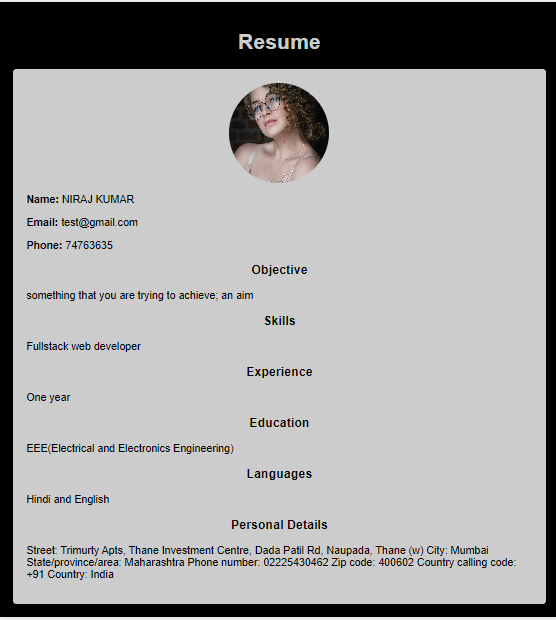 Resume
Name: NIRAJ KUMAR
Email: test@gmail.com
Phone: 74763635
Objective
something that you are trying to achieve; an aim
Skills
Fullstack web developer
Experience
One year
Education
EEE(Electrical and Electronics Engineering)
Languages
Hindi and English
Personal Details
Street: Trimurty Apts, Thane Investment Centre, Dada Patil Rd, Naupada, Thane (w) City: Mumbai
State/province/area: Maharashtra Phone number: 02225430462 Zip code: 400602 Country calling code:
+91 Country: India